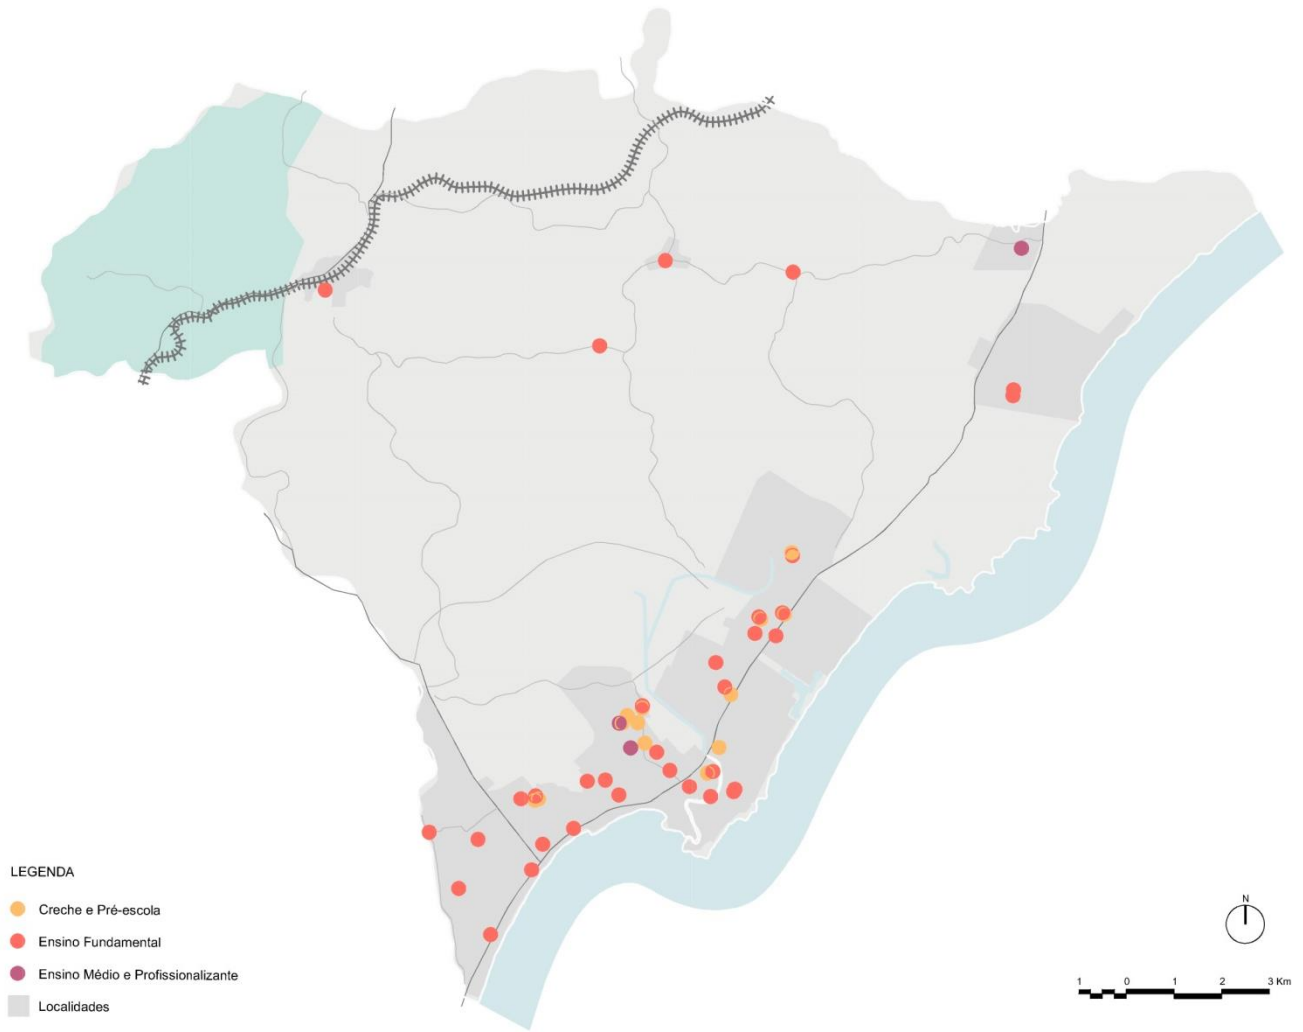 LEGENDA
Creche e Pré-escola
Ensino Fundamental
Ensino Médio e Profissionalizante
Localidades
N
1 0 1 2 3 Km